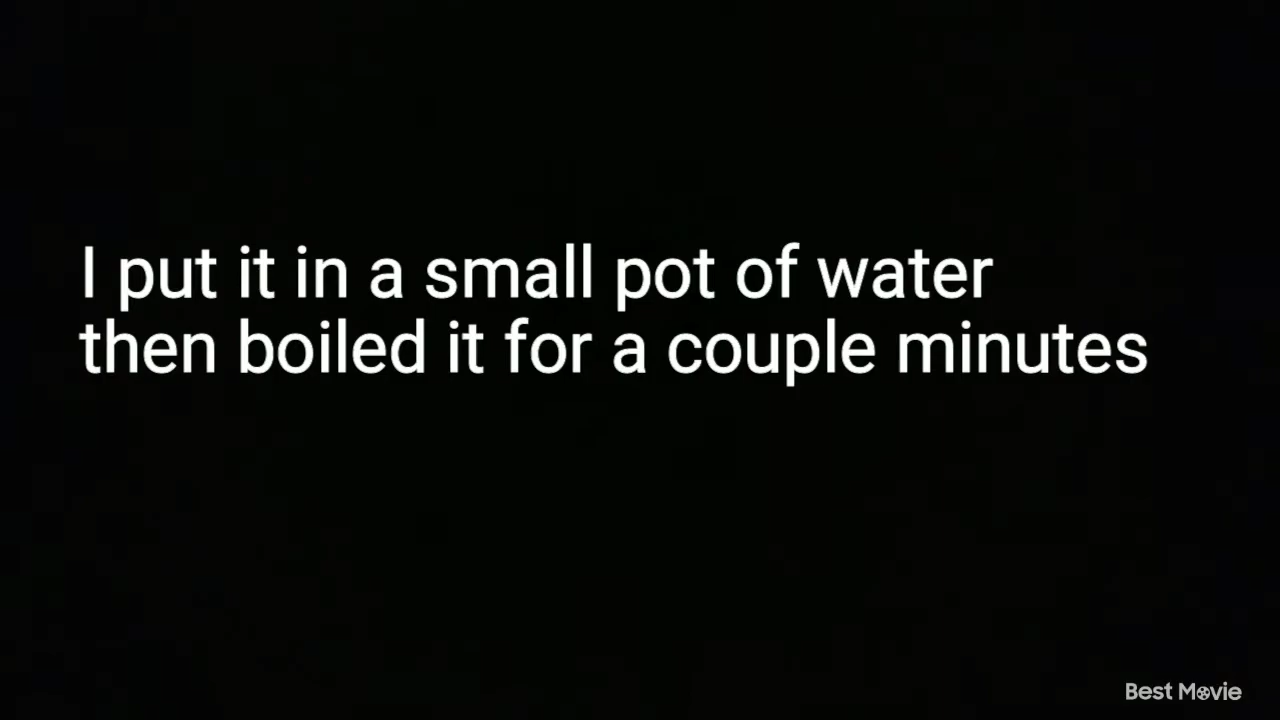 I put it in a small pot of water
then boiled it for a couple minutes
Best Movie